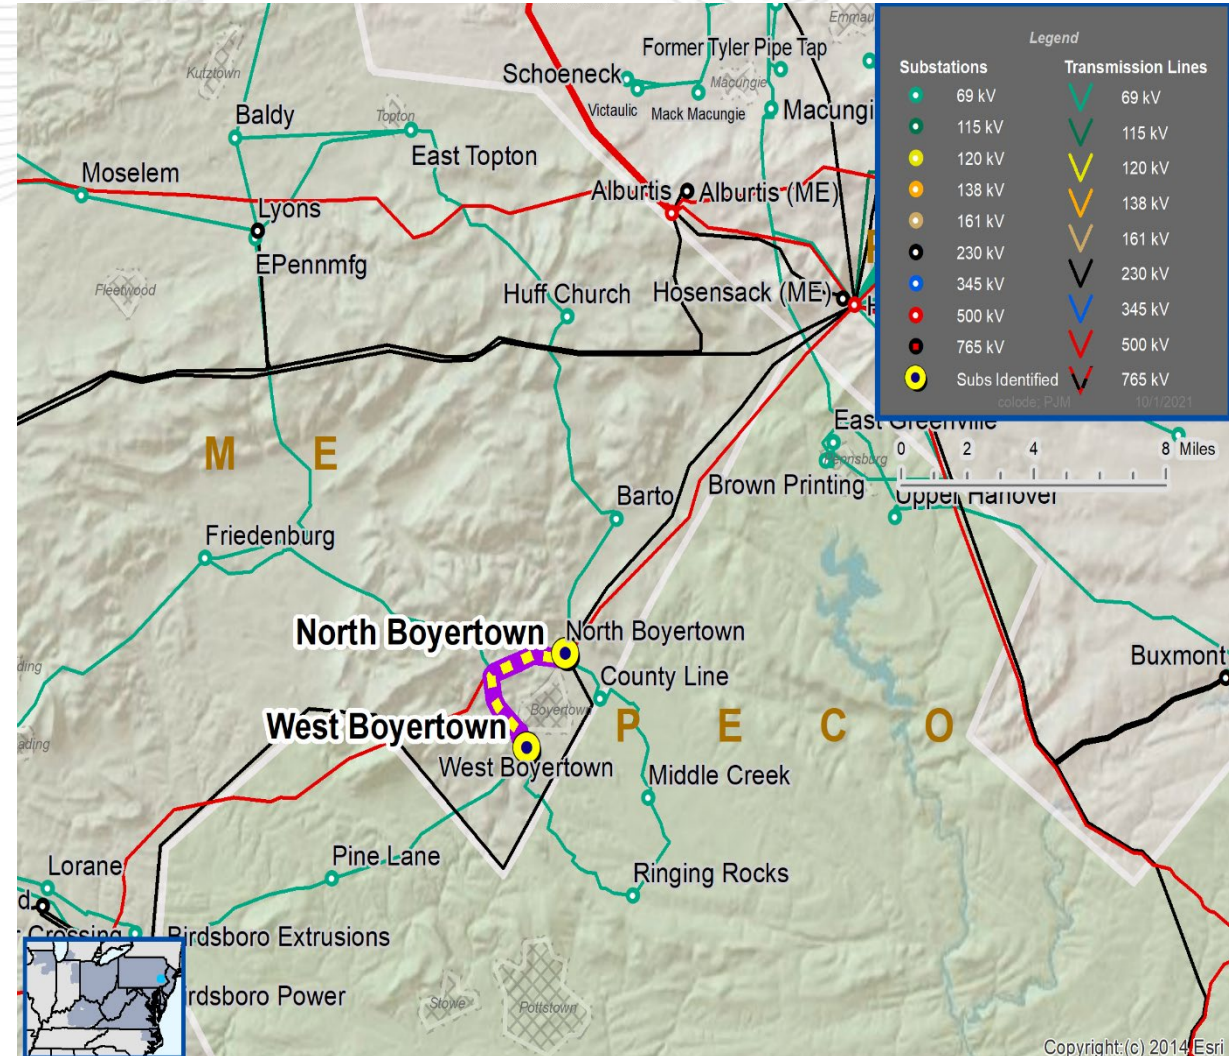 Emmau
Kutztown
Former Tyler Pipe Tap
Schoeneck
Macungie
Victaulic
Mack Macungie
Macungi
Baldy
Topton
East Topton
Moselem
Alburtis
Alburtis (ME)
Lyons
EPennmfg
Fleetwood
Huff Church
Hosensack (ME)
H
Legend
Substations
Transmission Lines
69 kV
69 kV
115 kV
115 kV
120 kV
120 kV
138 kV
138 kV
161 kV
161 kV
230 kV
230 kV
345 kV
345 kV
500 kV
500 kV
765 kV
765 kV
Subs Identified
colode; PJM
10/1/2021
M E
East Greenville
0 2 4 8 Miles
Brown Printing
Upper Hanover
Barto
Friedenburg
North Boyertown
North Boyertown
ding
County Line
Buxmont
Boyertown
West Boyertown
P E C O
ading
West Boyertown
Middle Creek
Pine Lane
Lorane
Ringing Rocks
d
Crossing
Birdsboro Extrusions
rdsboro Power
Stowe
Pottstown
Copyright:(c) 2014 Esri